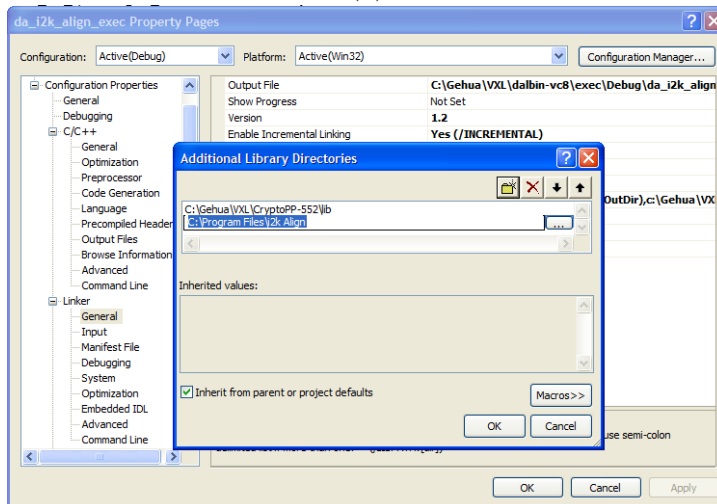 da_i2k_align_exec Property Pages
Configuration: Active(Debug) Platform: Active(Win32) Configuration Manager...
Configuration Properties
General
Debugging
C/C++
General
Optimization
Preprocessor
Code Generation
Language
Precompiled Header
Output Files
Browse Information
Advanced
Command Line
Linker
General
Input
Manifest File
Debugging
System
Optimization
Embedded IDL
Advanced
Command Line
Output File C:\Gehua\VXL\dalbin-vc8\exec\Debug\da_i2k_align
Show Progress Not Set
Version 1.2
Enable Incremental Linking Yes (/INCREMENTAL)
OutDir),c:\Gehua\VX
Additional Library Directories
C:\Gehua\VXL\CryptoPP-552\lib
C:\Program Files\i2k Align
...
Inherited values:
Inherit from parent or project defaults
Macros>>
OK Cancel
use semi-colon
OK Cancel Apply